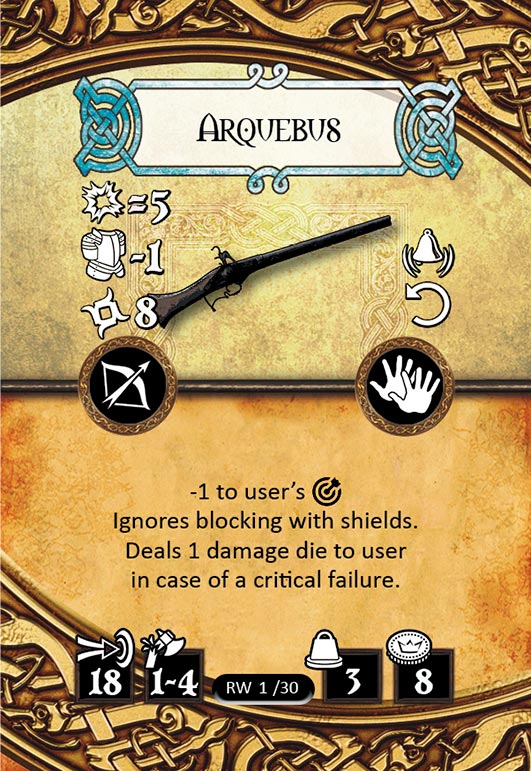 ARQUEBUS
=5
-1
8
-1 to user's
Ignores blocking with shields.
Deals 1 damage die to user
in case of a critical failure.
18
1-4
RW 1 /30
3
8